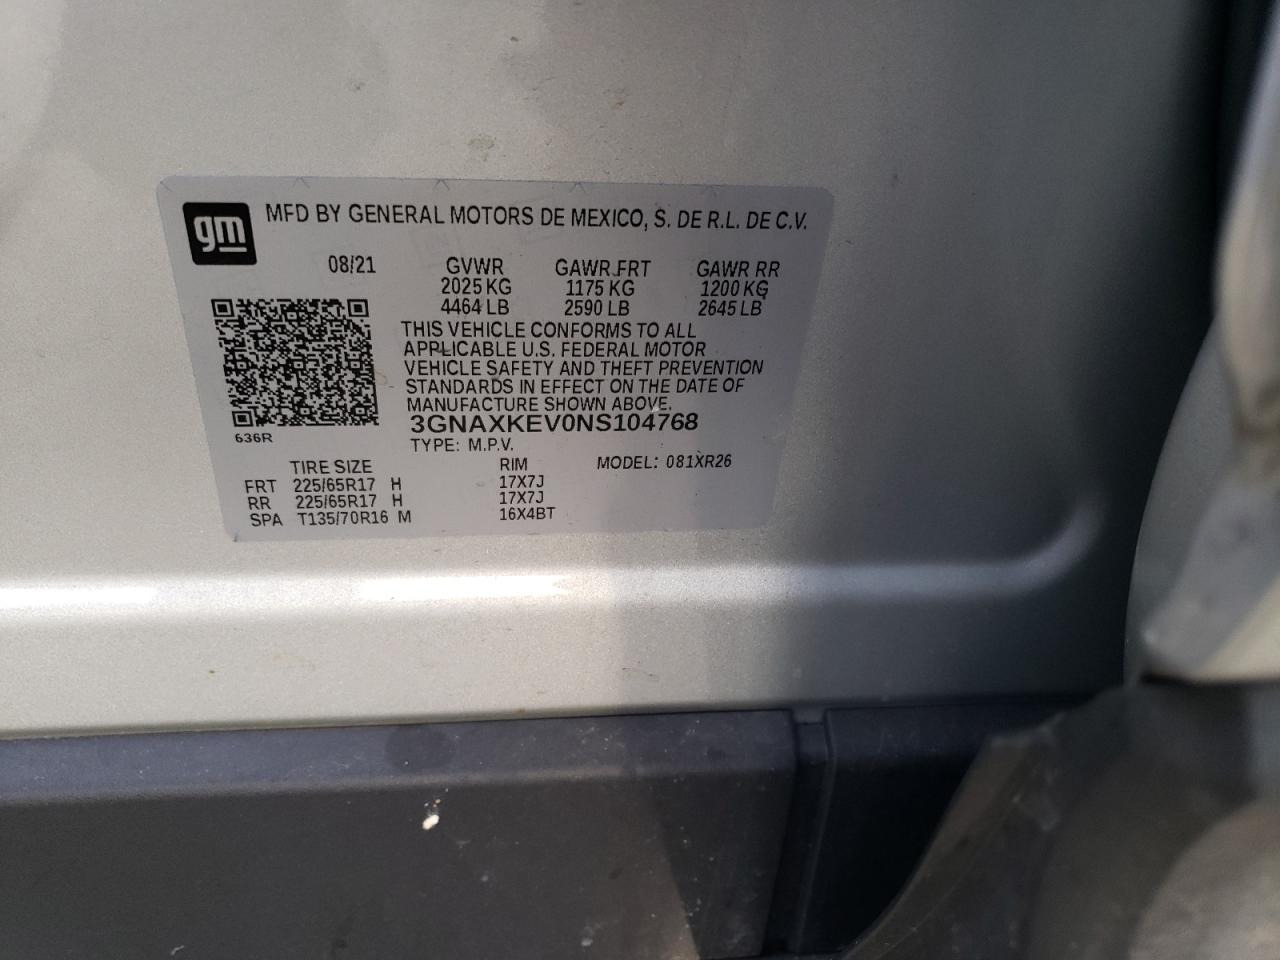 gm
MFD BY GENERAL MOTORS DE MEXICO, S. DE R.L. DE C.V.
08/21 GVWR GAWR FRT GAWR RR
2025 KG 1175 KG 1200 KG
4464 LB 2590 LB 2645 LB
THIS VEHICLE CONFORMS TO ALL
APPLICABLE U.S. FEDERAL MOTOR
VEHICLE SAFETY AND THEFT PREVENTION
STANDARDS IN EFFECT ON THE DATE OF
MANUFACTURE SHOWN ABOVE.
3GNAXKEV0NS104768
636R
TYPE: M.P.V.
TIRE SIZE RIM MODEL: 081XR26
FRT 225/65R17 H 17X7J
RR 225/65R17 H 17X7J
SPA T135/70R16 M 16X4BT